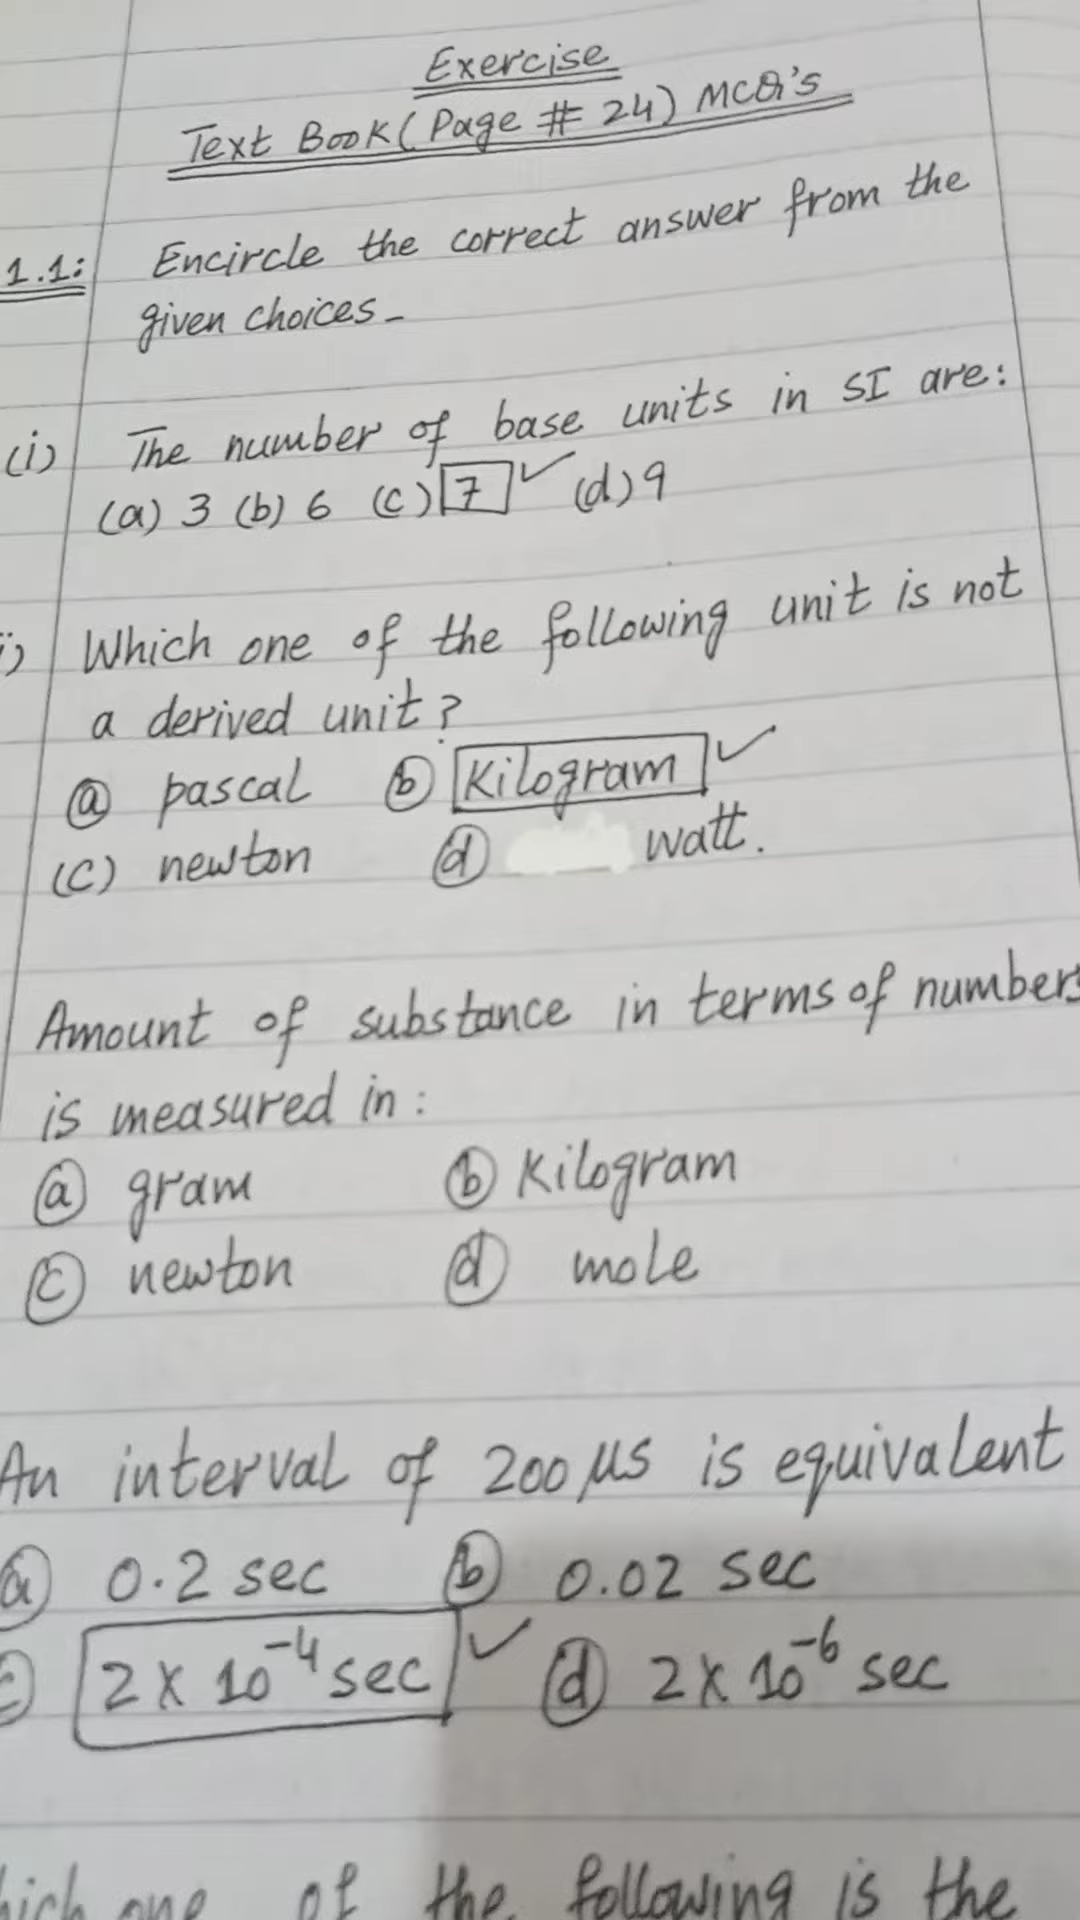 Exercise
Text Book (Page # 24) MCQ's
1.1: Encircle the correct answer from the
given choices -
(i) The number of base units in SI are:
(a) 3 (b) 6 (c) 7 ✓ (d) 9
Which one of the following unit is not
a derived unit?
(a) pascal (b) Kilogram ✓
(C) newton (d) watt.
Amount of substance in terms of numbers
is measured in:
(a) gram (b) Kilogram
(c) newton (d) mole
An interval of 200 μs is equivalent
(a) 0.2 sec (b) 0.02 sec
2 x 10⁻⁴ sec ✓ (d) 2 x 10⁻⁶ sec
one of the following is the